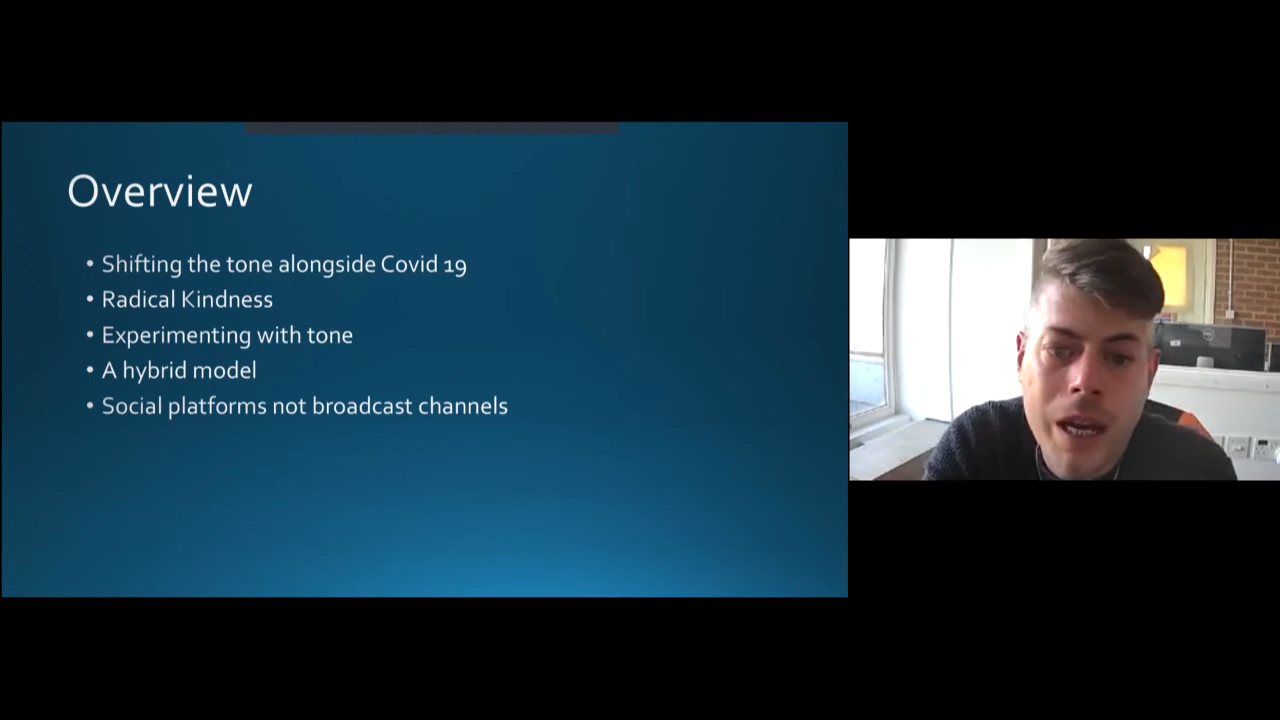 Overview
• Shifting the tone alongside Covid 19
• Radical Kindness
• Experimenting with tone
• A hybrid model
• Social platforms not broadcast channels